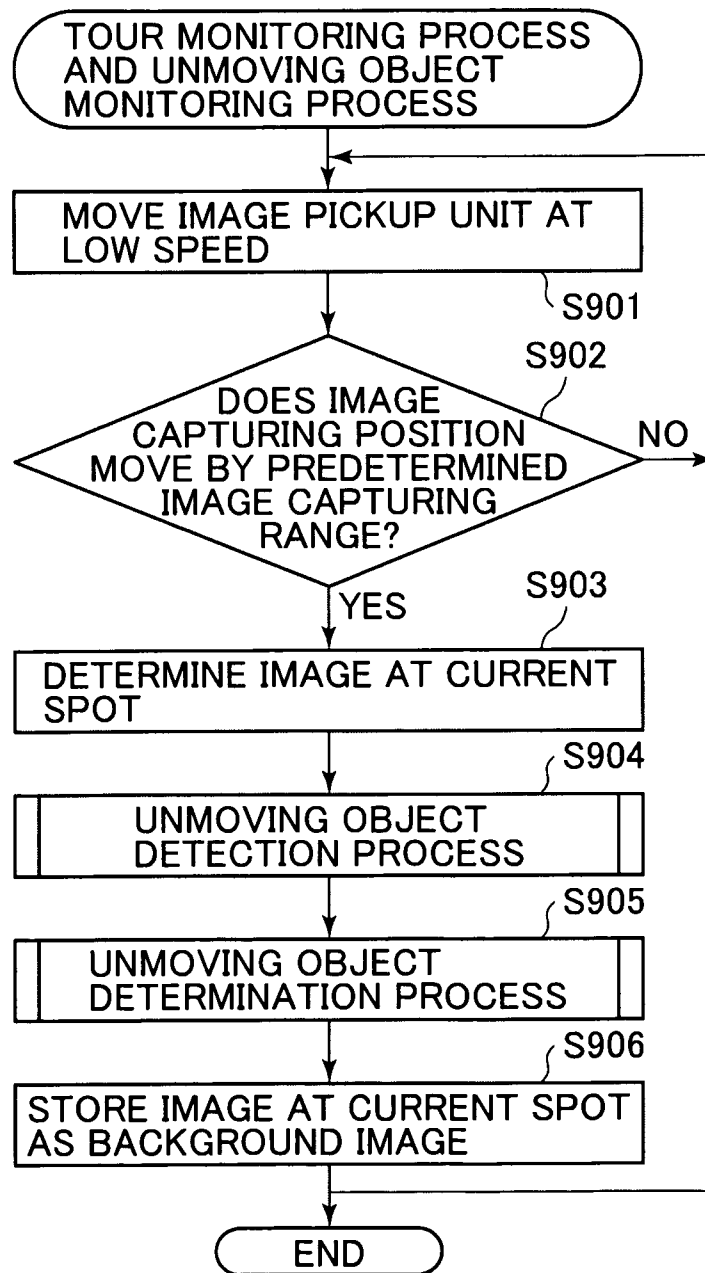 TOUR MONITORING PROCESS
AND UNMOVING OBJECT
MONITORING PROCESS
MOVE IMAGE PICKUP UNIT AT
LOW SPEED
S901
S902
DOES IMAGE
CAPTURING POSITION
MOVE BY PREDETERMINED
IMAGE CAPTURING
RANGE?
NO
YES
S903
DETERMINE IMAGE AT CURRENT
SPOT
S904
UNMOVING OBJECT
DETECTION PROCESS
S905
UNMOVING OBJECT
DETERMINATION PROCESS
S906
STORE IMAGE AT CURRENT SPOT
AS BACKGROUND IMAGE
END